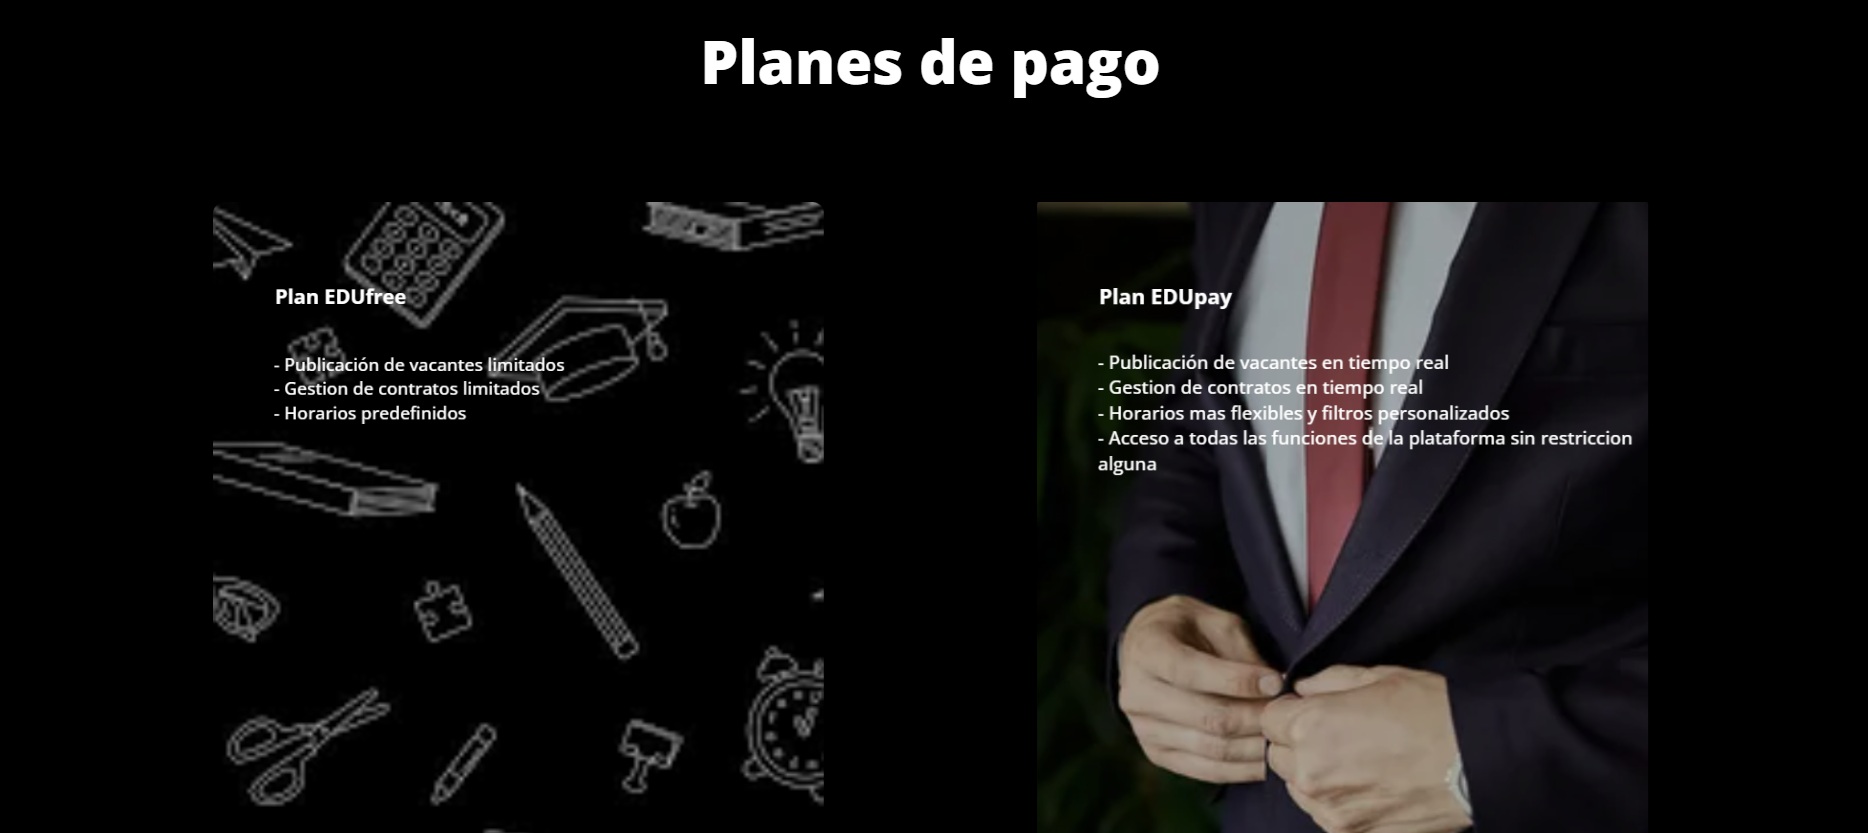 Planes de pago
Plan EDUfree
- Publicación de vacantes limitados
- Gestion de contratos limitados
- Horarios predefinidos
Plan EDUpay
- Publicación de vacantes en tiempo real
- Gestion de contratos en tiempo real
- Horarios mas flexibles y filtros personalizados
- Acceso a todas las funciones de la plataforma sin restriccion
alguna